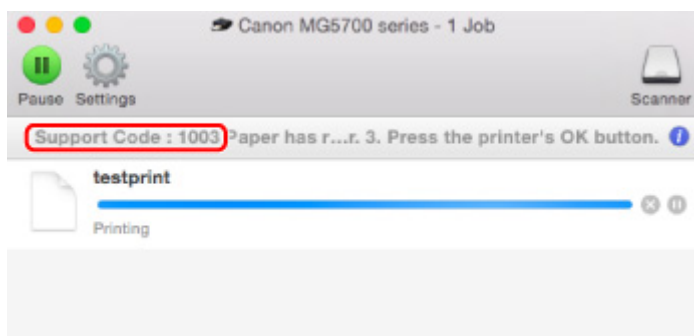 Canon MG5700 series - 1 Job
Pause Settings
Scanner
Support Code : 1003 Paper has r...r. 3. Press the printer's OK button.
testprint
Printing